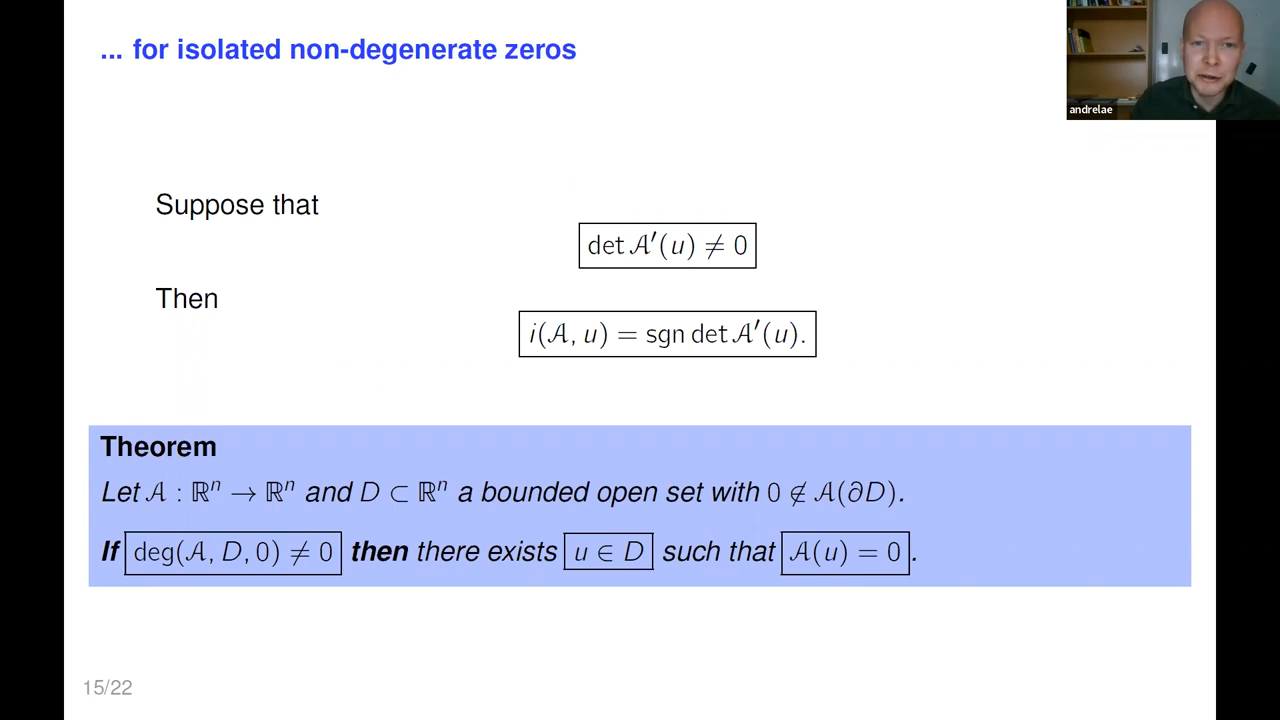 ... for isolated non-degenerate zeros
andrelae
Suppose that
det 𝒜′(u) ≠ 0
Then
i(𝒜, u) = sgn det 𝒜′(u).
Theorem
Let 𝒜 : ℝⁿ → ℝⁿ and D ⊂ ℝⁿ a bounded open set with 0 ∉ 𝒜(∂D).
If deg(𝒜, D, 0) ≠ 0 then there exists u ∈ D such that 𝒜(u) = 0 .
15/22